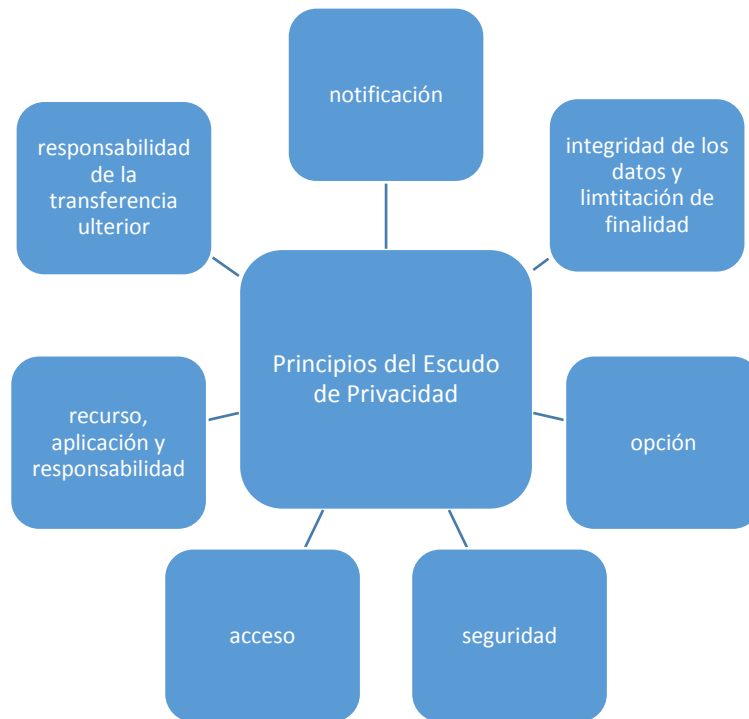 notificación
integridad de los
datos y
limtitación de
finalidad
opción
seguridad
acceso
recurso,
aplicación y
responsabilidad
responsabilidad
de la
transferencia
ulterior
Principios del Escudo
de Privacidad